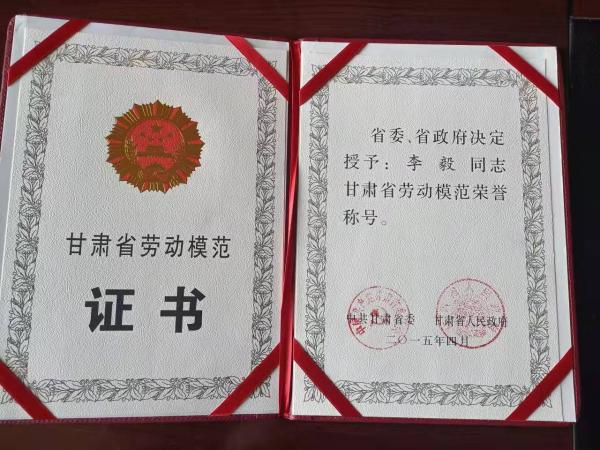 甘肃省劳动模范
证书
省委、省政府决定
授予：李毅 同志
甘肃省劳动模范荣誉
称号。
中共甘肃省委 甘肃省人民政府
二〇一五年四月